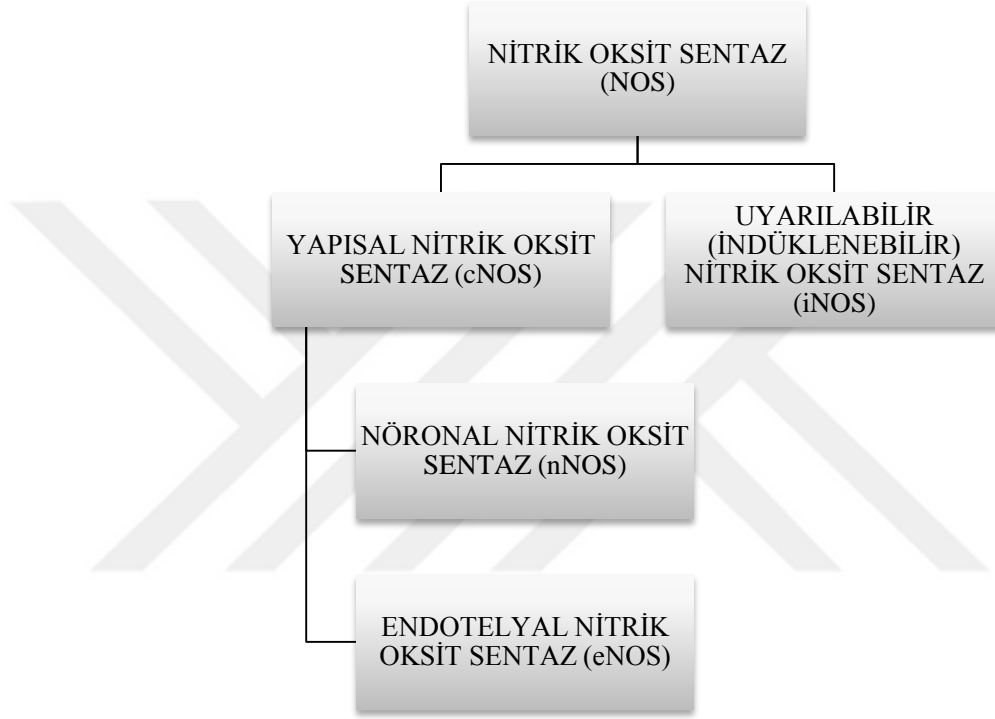 NİTRİK OKSİT SENTAZ
(NOS)
YAPISAL NİTRİK OKSİT
SENTAZ (cNOS)
UYARILABİLİR
(İNDÜKLENEBİLİR)
NİTRİK OKSİT SENTAZ
(iNOS)
NÖRONAL NİTRİK OKSİT
SENTAZ (nNOS)
ENDOTELYAL NİTRİK
OKSİT SENTAZ (eNOS)